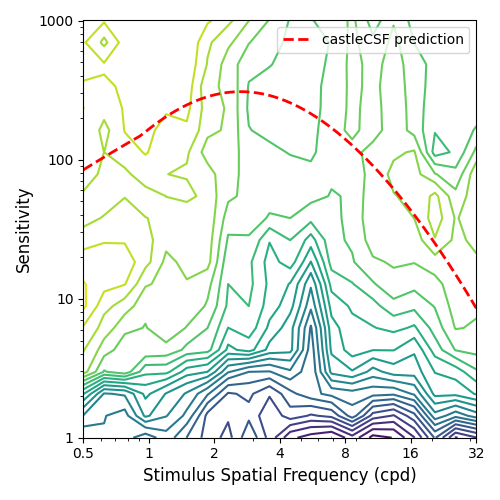 castleCSF prediction
Sensitivity
1000
100
10
1
0.5 1 2 4 8 16 32
Stimulus Spatial Frequency (cpd)